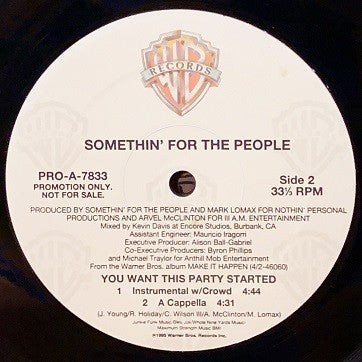 WB
RECORDS
SOMETHIN' FOR THE PEOPLE
PRO-A-7833
PROMOTION ONLY.
NOT FOR SALE.
Side 2
33⅓ RPM
PRODUCED BY SOMETHIN' FOR THE PEOPLE AND MARK LOMAX FOR NOTHIN' PERSONAL
PRODUCTIONS AND ARVEL McCLINTON FOR III A.M. ENTERTAINMENT
Mixed by Kevin Davis at Encore Studios, Burbank, CA
Assistant Engineer: Mauricio Iragorri
Executive Producer: Alison Ball-Gabriel
Co-Executive Producers: Byron Phillips
and Michael Traylor for Anthill Mob Entertainment
From the Warner Bros. album MAKE IT HAPPEN (4/2-46060)
YOU WANT THIS PARTY STARTED
1 Instrumental w/Crowd 4:44
2 A Cappella 4:31
(J. Young/R. Holiday/C. Wilson III/A. McClinton/M. Lomax)
Maximum Strength Music BMI
©1995 Warner Bros. Records Inc.